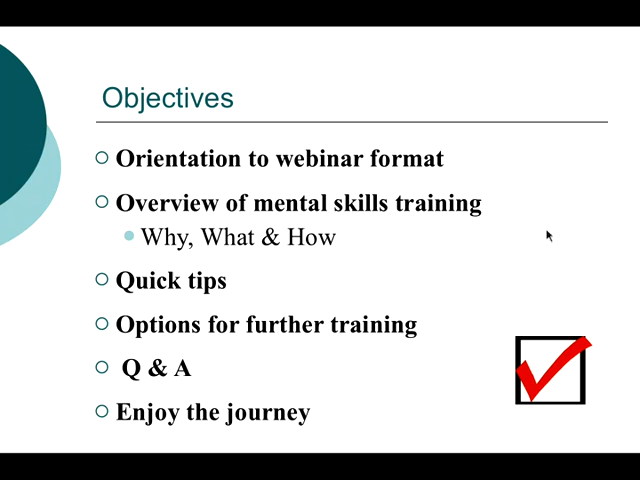 Objectives
Orientation to webinar format
Overview of mental skills training
Why, What & How
Quick tips
Options for further training
Q & A
Enjoy the journey